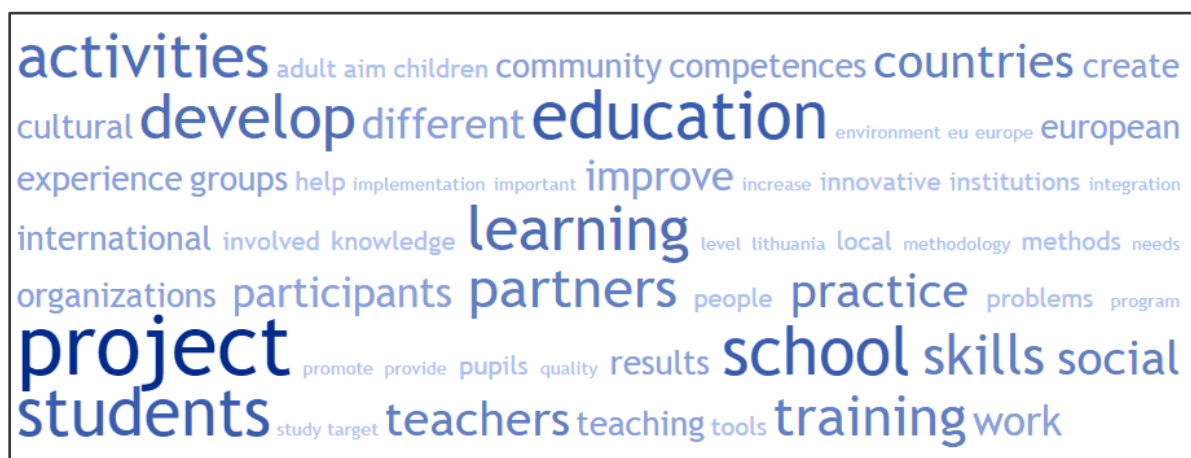 activities adult aim children community competences countries create
cultural develop different education environment eu europe european
experience groups help implementation important improve increase innovative institutions integration
international involved knowledge learning level lithuania local methodology methods needs
organizations participants partners people practice problems program
project promote provide pupils quality results school skills social
students study target teachers teaching tools training work